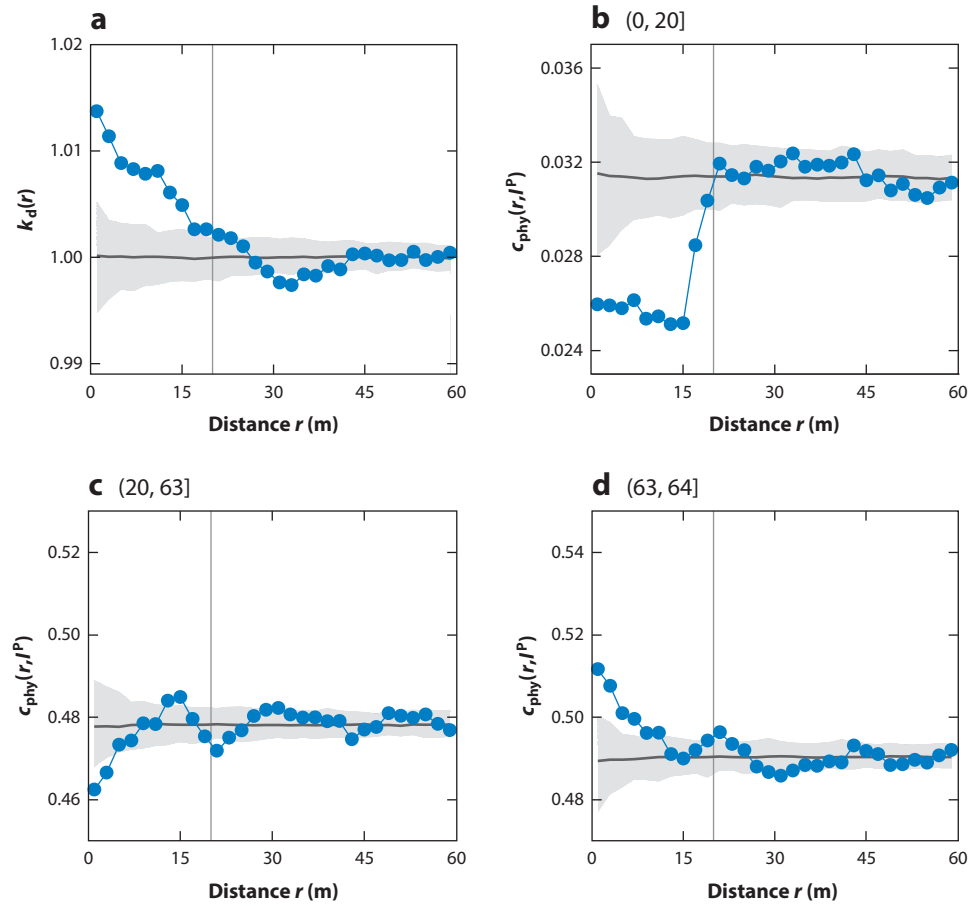 a
1.02
1.01
1.00
0.99
k_d(r)
0 15 30 45 60
Distance r (m)
b (0, 20]
0.036
0.032
0.028
0.024
c_phy(r,I^P)
0 15 30 45 60
Distance r (m)
c (20, 63]
0.52
0.50
0.48
0.46
c_phy(r,I^P)
0 15 30 45 60
Distance r (m)
d (63, 64]
0.54
0.52
0.50
0.48
c_phy(r,I^P)
0 15 30 45 60
Distance r (m)